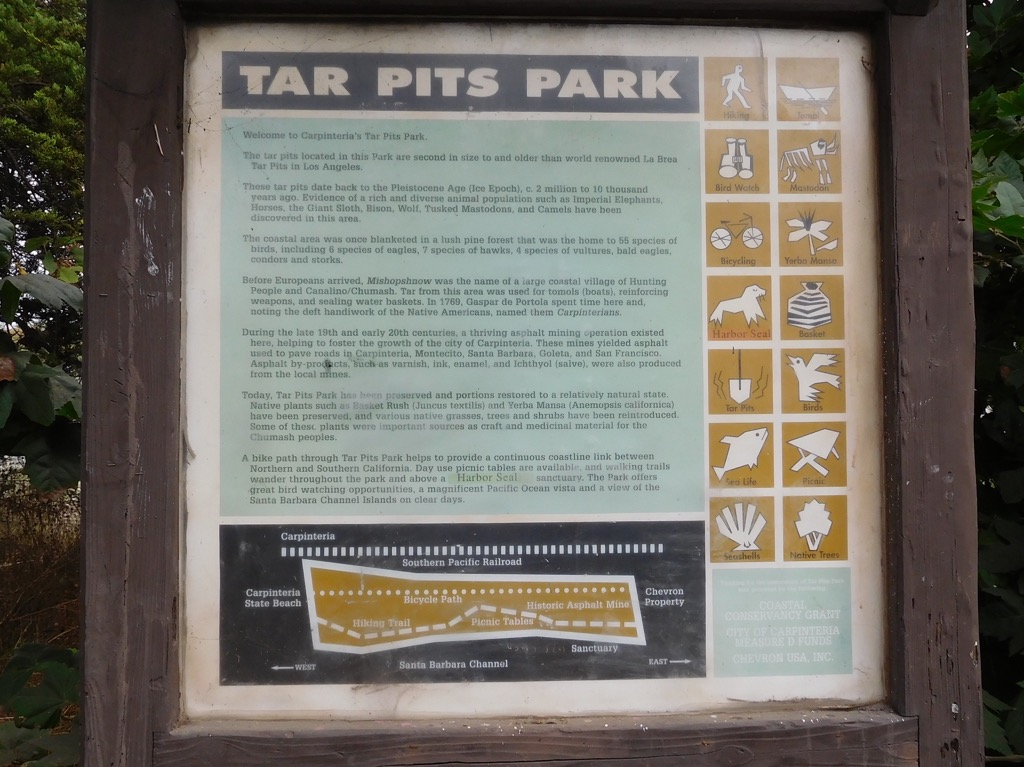 TAR PITS PARK
Welcome to Carpinteria's Tar Pits Park.
The tar pits located in this Park are second in size to and older than world renowned La Brea
Tar Pits in Los Angeles.
These tar pits date back to the Pleistocene Age (Ice Epoch), c. 2 million to 10 thousand
years ago. Evidence of a rich and diverse animal population such as Imperial Elephants,
Horses, the Giant Sloth, Bison, Wolf, Tusked Mastodons, and Camels have been
discovered in this area.
The coastal area was once blanketed in a lush pine forest that was the home to 55 species of
birds, including 6 species of eagles, 7 species of hawks, 4 species of vultures, bald eagles,
condors and storks.
Before Europeans arrived, Mishopshnow was the name of a large coastal village of Hunting
People and Canalino/Chumash. Tar from this area was used for tomols (boats), reinforcing
weapons, and sealing water baskets. In 1769, Gaspar de Portola spent time here and,
noting the deft handiwork of the Native Americans, named them Carpinterians.
During the late 19th and early 20th centuries, a thriving asphalt mining operation existed
here, helping to foster the growth of the city of Carpinteria. These mines yielded asphalt
used to pave roads in Carpinteria, Montecito, Santa Barbara, Goleta, and San Francisco.
Asphalt by-products, such as varnish, ink, enamel, and Ichthyol (salve), were also produced
from the local mines.
Today, Tar Pits Park has been preserved and portions restored to a relatively natural state.
Native plants such as Basket Rush (Juncus textilis) and Yerba Mansa (Anemopsis californica)
have been preserved, and various native grasses, trees and shrubs have been reintroduced.
Some of these plants were important sources as craft and medicinal material for the
Chumash peoples.
A bike path through Tar Pits Park helps to provide a continuous coastline link between
Northern and Southern California. Day use picnic tables are available, and walking trails
wander throughout the park and above a Harbor Seal sanctuary. The Park offers
great bird watching opportunities, a magnificent Pacific Ocean vista and a view of the
Santa Barbara Channel Islands on clear days.
Hiking
Tomol
Bird Watch
Mastodon
Bicycling
Yerba Mansa
Harbor Seal
Basket
Tar Pits
Birds
Sea Life
Picnic
Seashells
Native Trees
Carpinteria
Southern Pacific Railroad
Carpinteria
State Beach
Bicycle Path
Historic Asphalt Mine
Chevron
Property
Hiking Trail
Picnic Tables
Sanctuary
WEST
Santa Barbara Channel
EAST
COASTAL
CONSERVANCY GRANT
CITY OF CARPINTERIA
MEASURE D FUNDS
CHEVRON USA, INC.